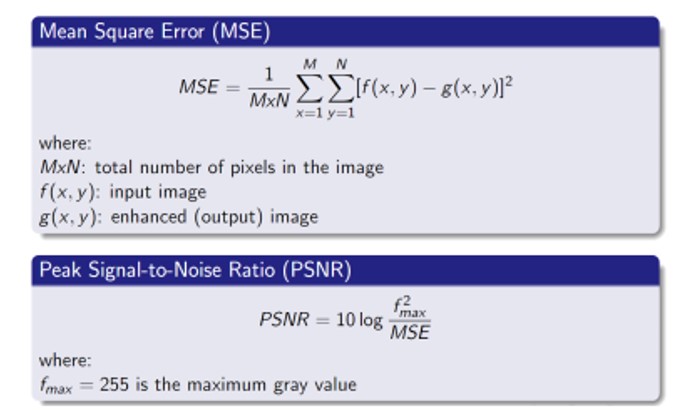 Mean Square Error (MSE)
MSE = \frac{1}{MxN} \sum_{x=1}^{M} \sum_{y=1}^{N} [f(x, y) − g(x, y)]^2
where:
MxN: total number of pixels in the image
f(x, y): input image
g(x, y): enhanced (output) image
Peak Signal-to-Noise Ratio (PSNR)
PSNR = 10 log \frac{f_{max}^2}{MSE}
where:
f_{max} = 255 is the maximum gray value